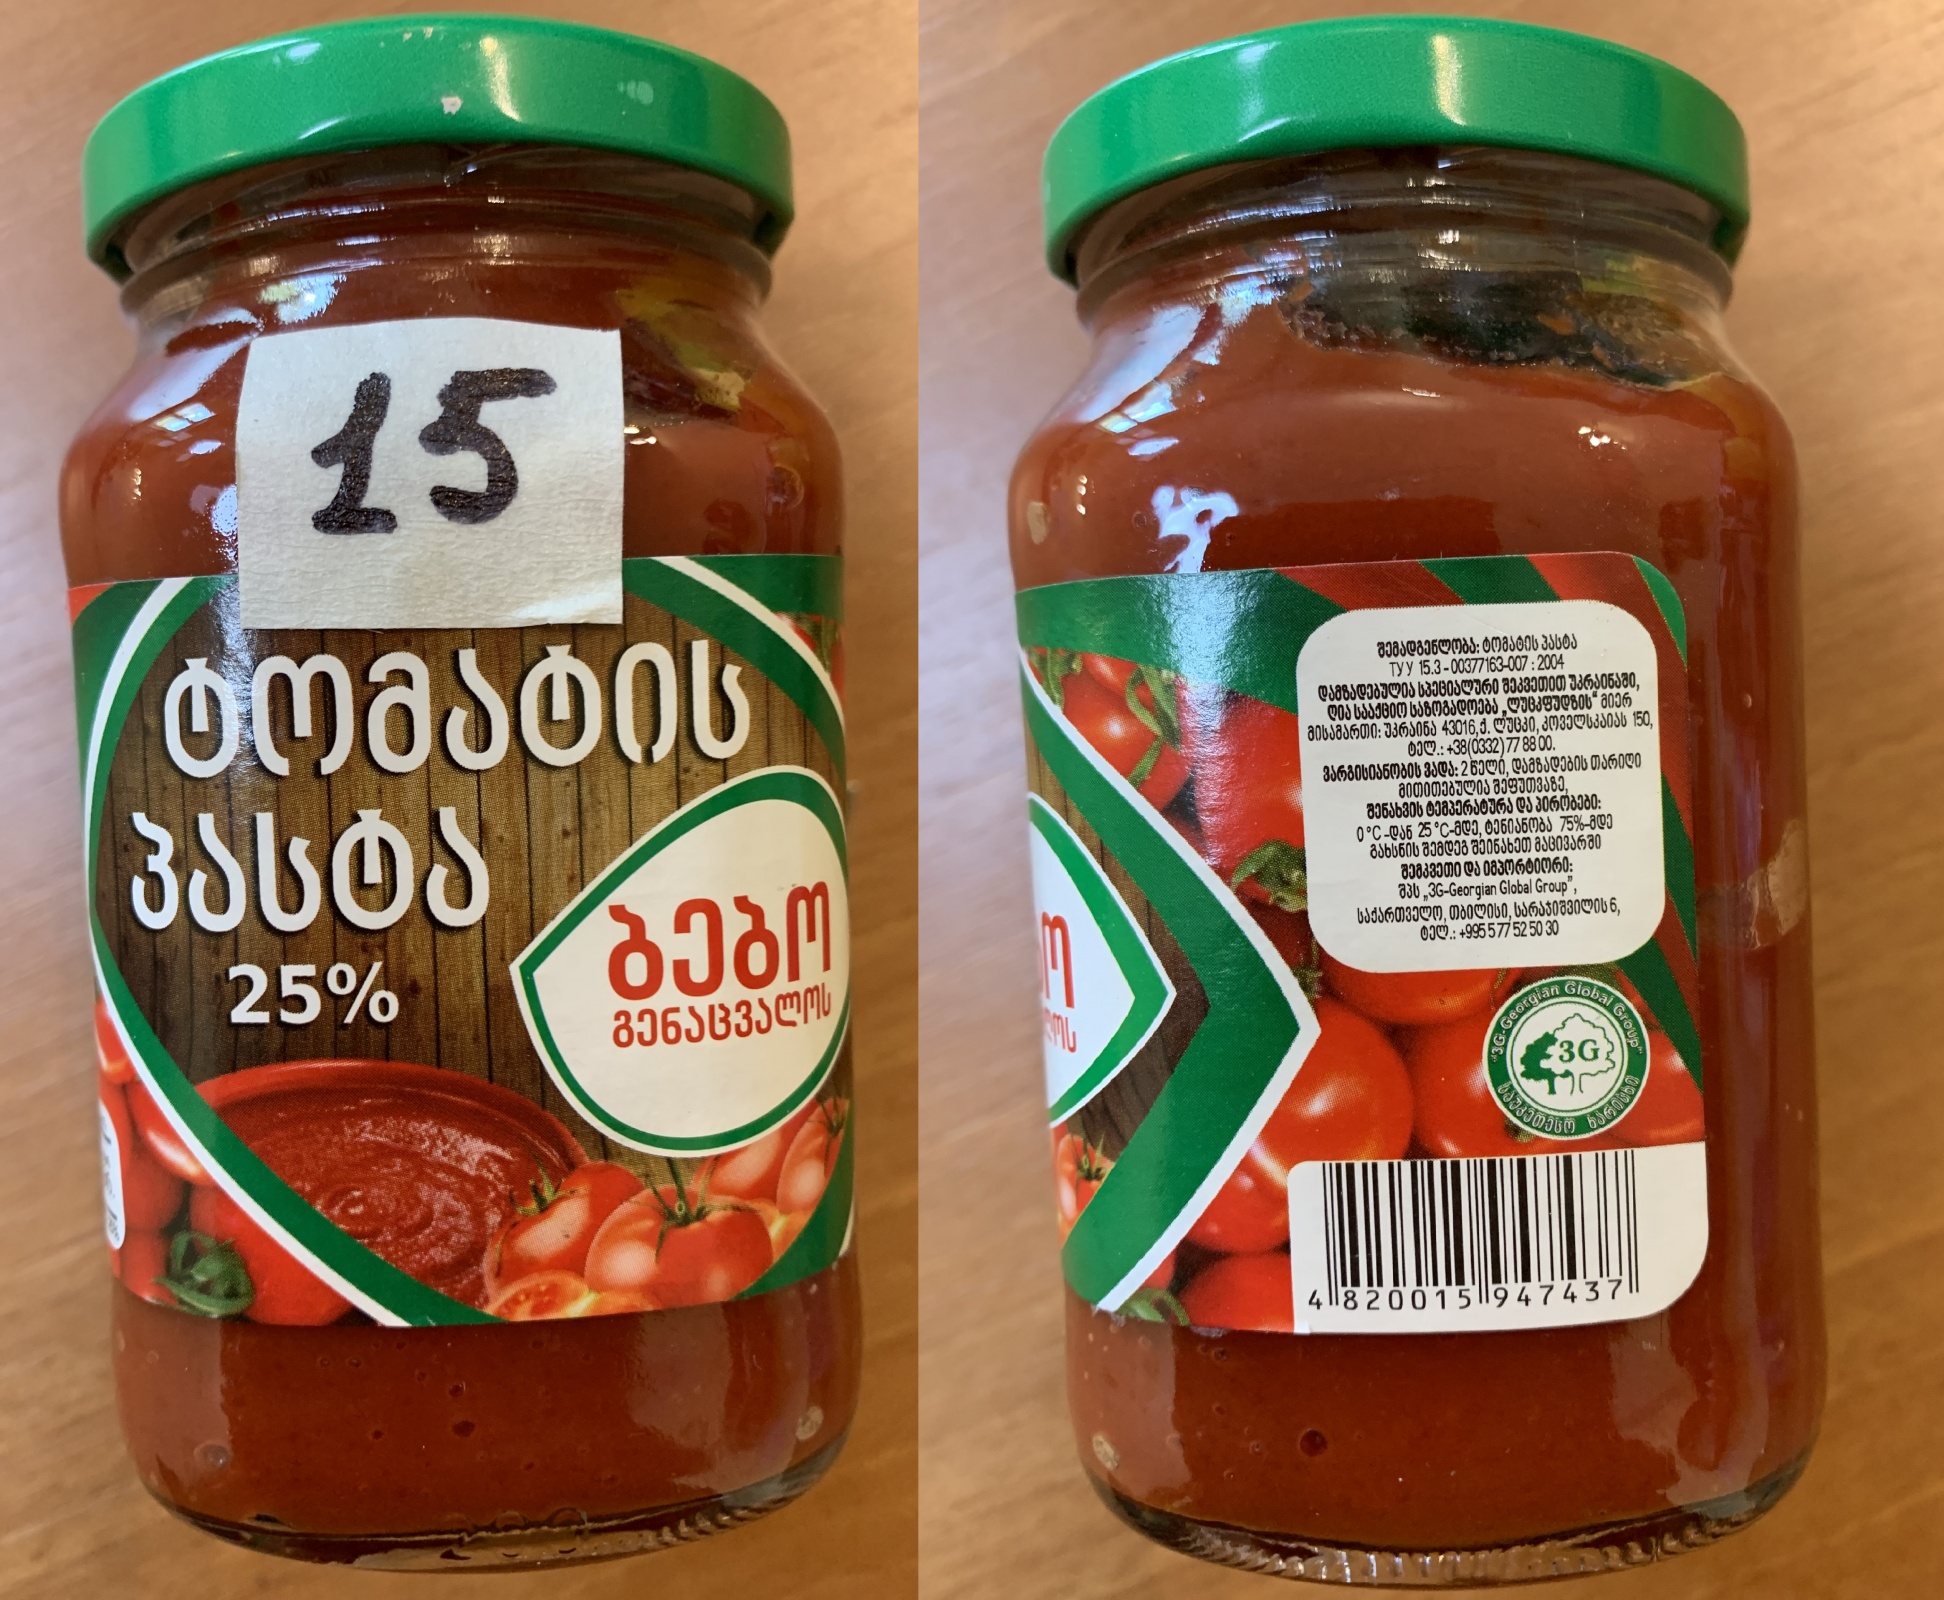 15
ტომატის
პასტა
25%
ბებო
გენაცვალოს
შემადგენლობა: ტომატის პასტა
ТУ У 15.3 - 00377163-007 : 2004
დამზადებულია სპეციალური შეკვეთით უკრაინაში,
ღია სააქციო საზოგადოება „ლუცკფუდზის“ მიერ
მისამართი: უკრაინა 43016, ქ. ლუცკი, კოველსკაიას 150,
ტელ.: +38(0332) 77 88 00.
ვარგისიანობის ვადა: 2 წელი, დამზადების თარიღი
მითითებულია შეფუთვაზე,
შენახვის ტემპერატურა და პირობები:
0 °C -დან 25 °C-მდე, ტენიანობა 75%-მდე
გახსნის შემდეგ შეინახეთ მაცივარში
შემკვეთი და იმპორტიორი:
შპს „3G-Georgian Global Group”,
საქართველო, თბილისი, სარაჯიშვილის 6,
ტელ.: +995 5 77 52 50 30
"3G-Georgian Global Group"
3G
საუკეთესო ხარისხი
4 820015 947437